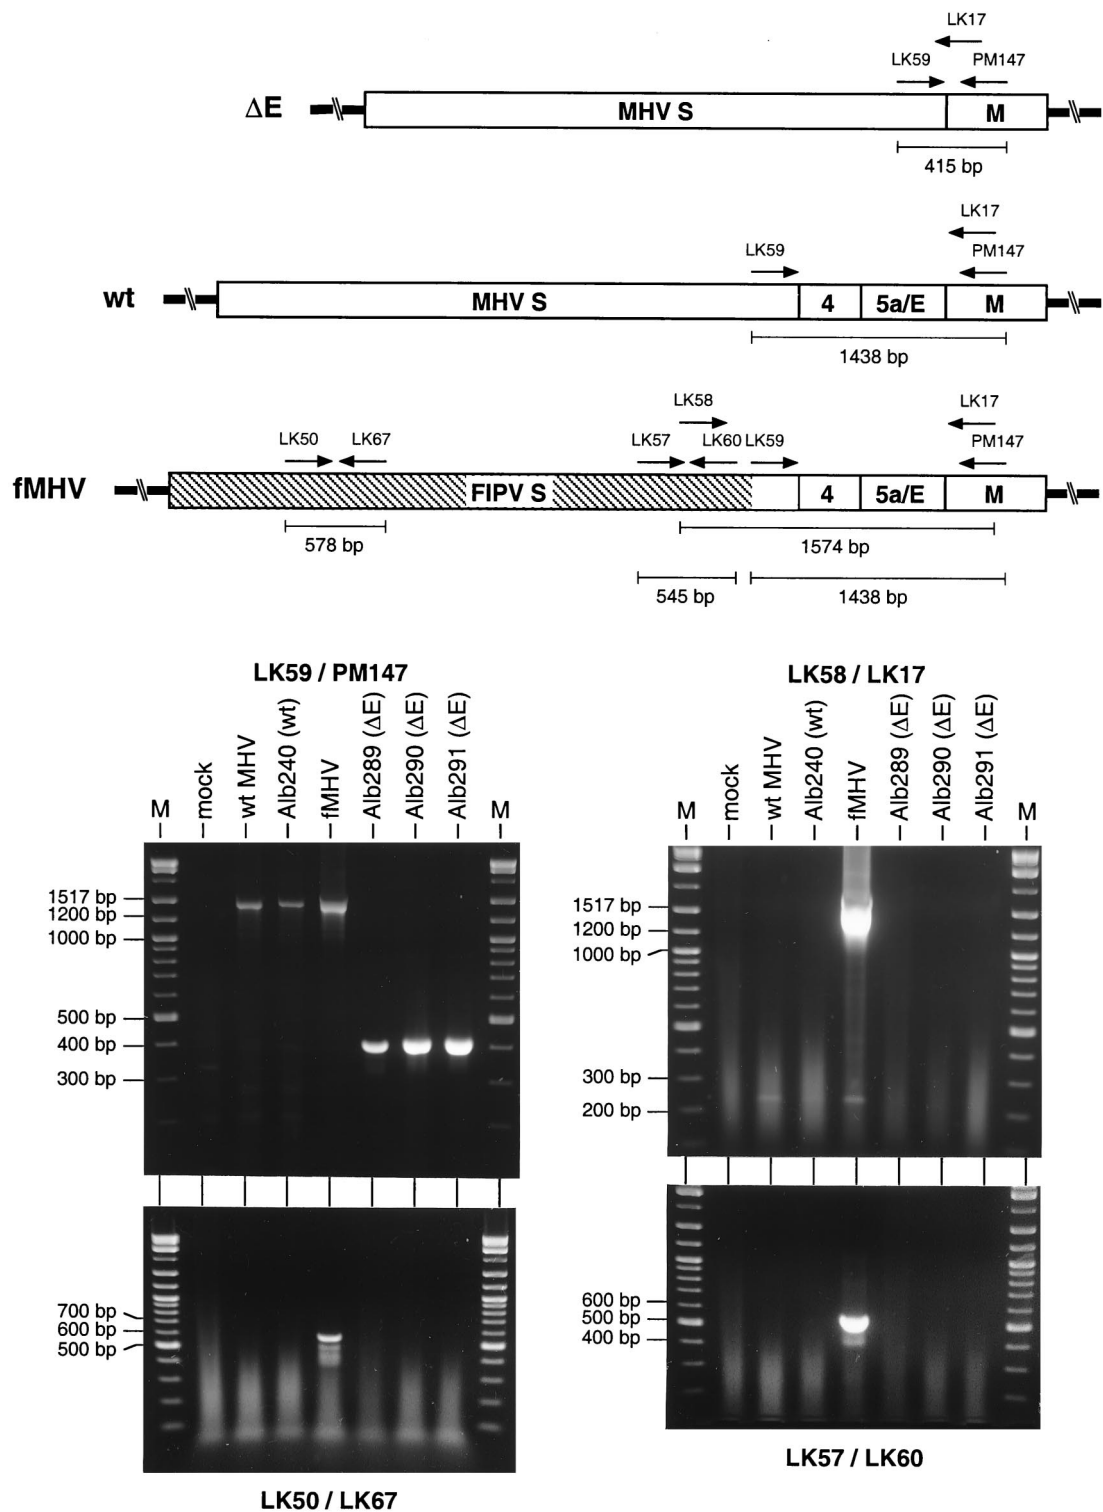 LK17
LK59 PM147
ΔE MHV S M
415 bp
LK17
LK59 PM147
wt MHV S 4 5a/E M
1438 bp
LK58 LK17
LK50 LK67 LK57 LK60 LK59 PM147
fMHV FIPV S 4 5a/E M
578 bp 1574 bp
545 bp 1438 bp
LK59 / PM147
M
mock
wt MHV
Alb240 (wt)
fMHV
Alb289 (ΔE)
Alb290 (ΔE)
Alb291 (ΔE)
M
1517 bp
1200 bp
1000 bp
500 bp
400 bp
300 bp
700 bp
600 bp
500 bp
LK50 / LK67
LK58 / LK17
M
mock
wt MHV
Alb240 (wt)
fMHV
Alb289 (ΔE)
Alb290 (ΔE)
Alb291 (ΔE)
M
1517 bp
1200 bp
1000 bp
300 bp
200 bp
600 bp
500 bp
400 bp
LK57 / LK60